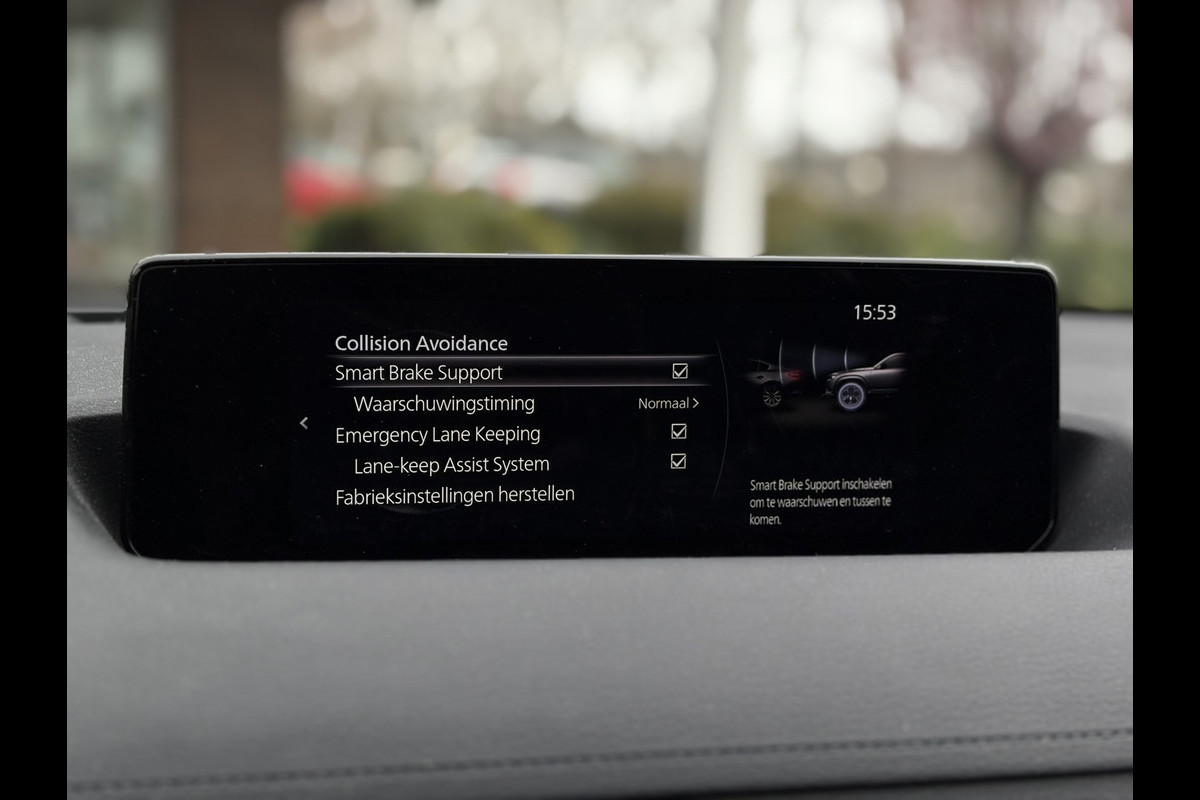 15:53
Collision Avoidance
Smart Brake Support
Waarschuwingstiming Normaal >
Emergency Lane Keeping
Lane-keep Assist System
Fabrieksinstellingen herstellen
Smart Brake Support inschakelen
om te waarschuwen en tussen te
komen.